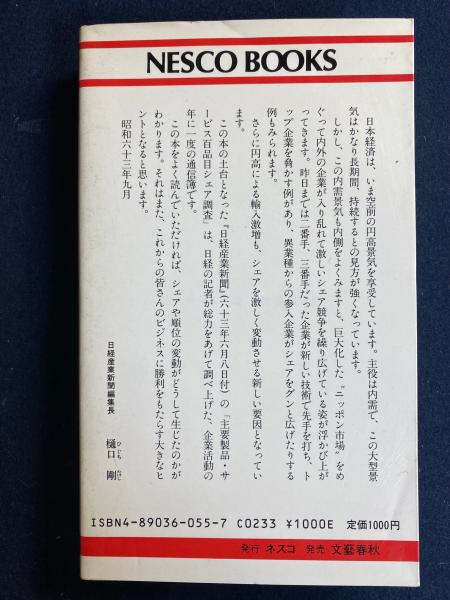 NESCO BOOKS
日本経済は、いま空前の円高景気を享受しています。主役は内需で、この大型景
気はかなり長期間、持続するとの見方が強くなっています。
しかし、この内需景気も内側をよくみますと、巨大化した〝ニッポン市場〟をめ
ぐって内外の企業が入り乱れて激しいシェア競争を繰り広げている姿が浮かび上が
ってきます。昨日までは二番手、三番手だった企業が新しい技術で先手を打ち、ト
ップ企業を脅かす例があり、異業種からの参入企業がシェアをグンと広げたりする
例もみられます。
さらに円高による輸入激増も、シェアを激しく変動させる新しい要因となってい
ます。
この本の土台となった『日経産業新聞』(六十三年六月八日付)の「主要製品・サ
ービス百品目シェア調査」は、日経の記者が総力をあげて調べ上げた、企業活動の
年に一度の通信簿です。
この本をよく読んでいただければ、シェアや順位の変動がどうして生じたのかが
わかります。それはまた、これからの皆さんのビジネスに勝利をもたらす大きなヒ
ントとなると思います。
昭和六十三年九月
日経産業新聞編集長
樋口 剛
ISBN4-89036-055-7 C0233 ¥1000E 定価1000円
発行 ネスコ 発売 文藝春秋